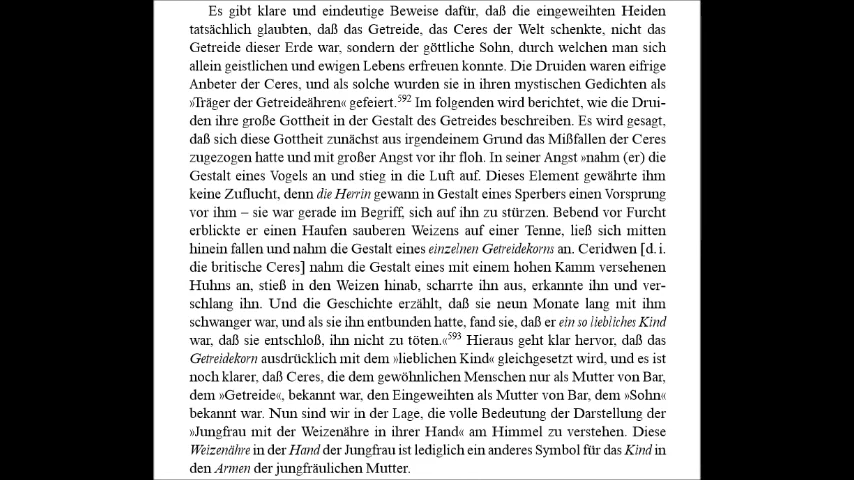 Es gibt klare und eindeutige Beweise dafür, daß die eingeweihten Heiden
tatsächlich glaubten, daß das Getreide, das Ceres der Welt schenkte, nicht das
Getreide dieser Erde war, sondern der göttliche Sohn, durch welchen man sich
allein geistlichen und ewigen Lebens erfreuen konnte. Die Druiden waren eifrige
Anbeter der Ceres, und als solche wurden sie in ihren mystischen Gedichten als
»Träger der Getreideähren« gefeiert.592 Im folgenden wird berichtet, wie die Drui-
den ihre große Gottheit in der Gestalt des Getreides beschreiben. Es wird gesagt,
daß sich diese Gottheit zunächst aus irgendeinem Grund das Mißfallen der Ceres
zugezogen hatte und mit großer Angst vor ihr floh. In seiner Angst »nahm (er) die
Gestalt eines Vogels an und stieg in die Luft auf. Dieses Element gewährte ihm
keine Zuflucht, denn die Herrin gewann in Gestalt eines Sperbers einen Vorsprung
vor ihm – sie war gerade im Begriff, sich auf ihn zu stürzen. Bebend vor Furcht
erblickte er einen Haufen sauberen Weizens auf einer Tenne, ließ sich mitten
hinein fallen und nahm die Gestalt eines einzelnen Getreidekorns an. Ceridwen [d. i.
die britische Ceres] nahm die Gestalt eines mit einem hohen Kamm versehenen
Huhns an, stieß in den Weizen hinab, scharrte ihn aus, erkannte ihn und ver-
schlang ihn. Und die Geschichte erzählt, daß sie neun Monate lang mit ihm
schwanger war, und als sie ihn entbunden hatte, fand sie, daß er ein so liebliches Kind
war, daß sie entschloß, ihn nicht zu töten.«593 Hieraus geht klar hervor, daß das
Getreidekorn ausdrücklich mit dem »lieblichen Kind« gleichgesetzt wird, und es ist
noch klarer, daß Ceres, die dem gewöhnlichen Menschen nur als Mutter von Bar,
dem »Getreide«, bekannt war, den Eingeweihten als Mutter von Bar, dem »Sohn«
bekannt war. Nun sind wir in der Lage, die volle Bedeutung der Darstellung der
»Jungfrau mit der Weizenähre in ihrer Hand« am Himmel zu verstehen. Diese
Weizenähre in der Hand der Jungfrau ist lediglich ein anderes Symbol für das Kind in
den Armen der jungfräulichen Mutter.